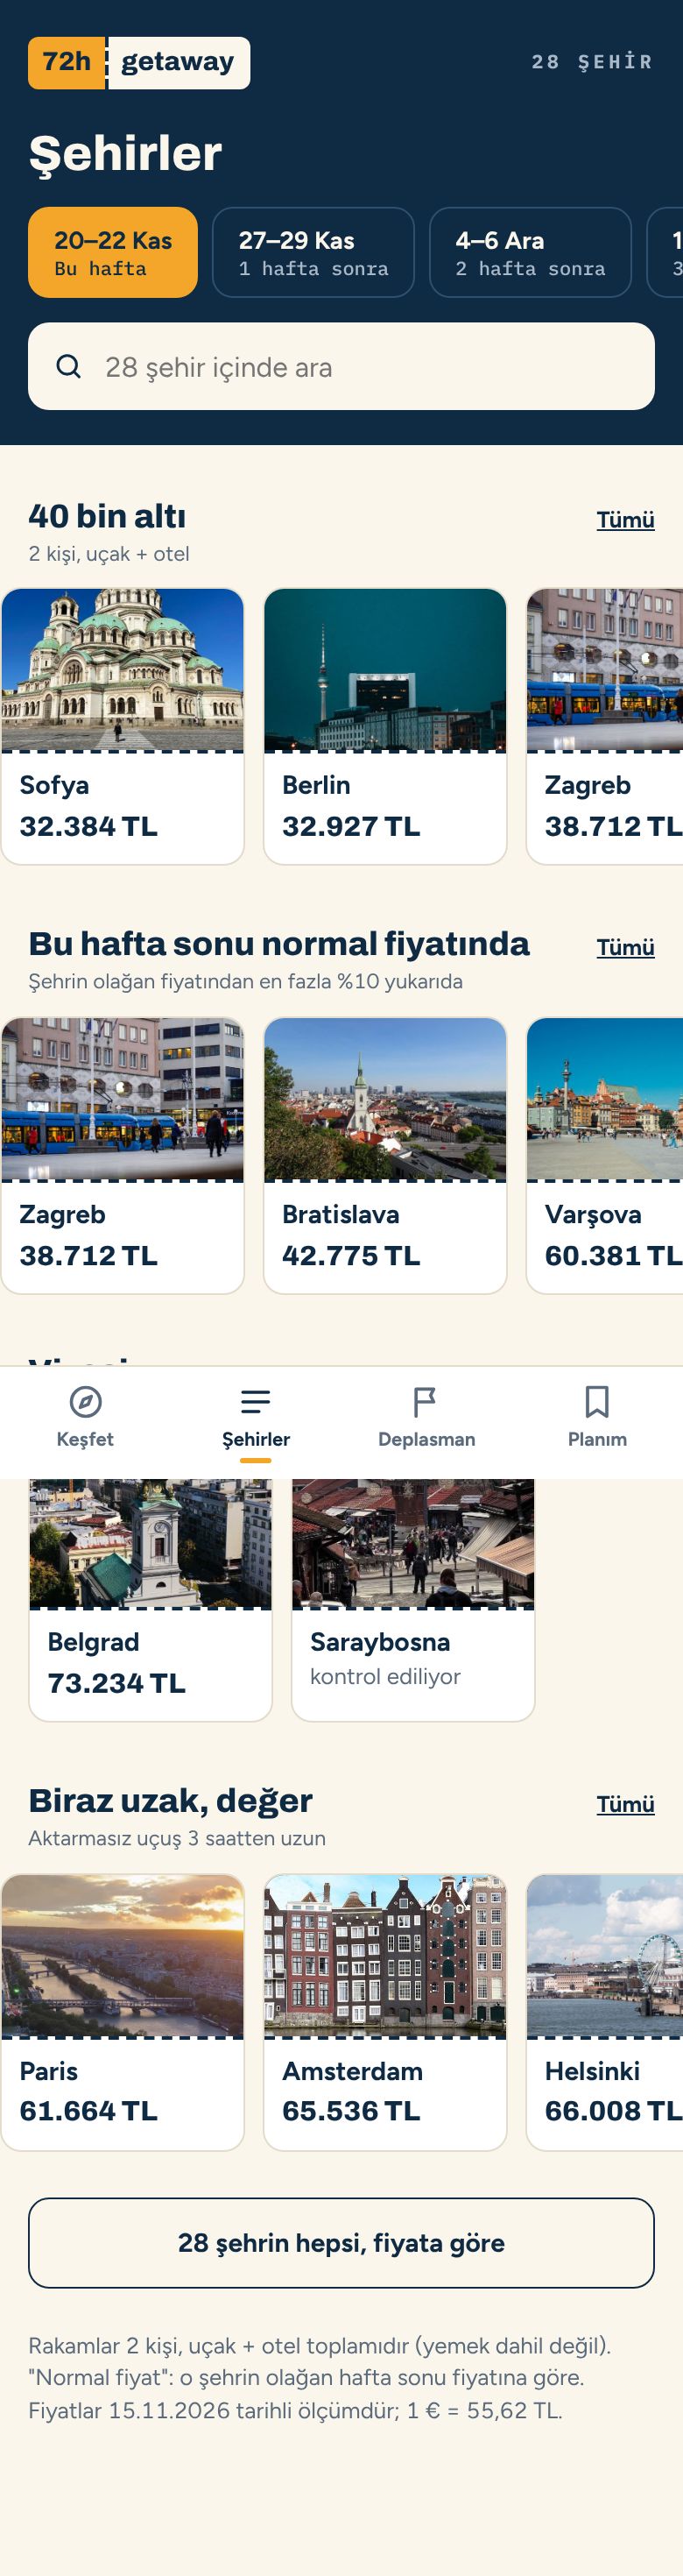 72h getaway
28 ŞEHİR
Şehirler
20–22 Kas
Bu hafta
27–29 Kas
1 hafta sonra
4–6 Ara
2 hafta sonra
28 şehir içinde ara
40 bin altı
Tümü
2 kişi, uçak + otel
Sofya
32.384 TL
Berlin
32.927 TL
Zagreb
38.712 TL
Bu hafta sonu normal fiyatında
Tümü
Şehrin olağan fiyatından en fazla %10 yukarıda
Zagreb
38.712 TL
Bratislava
42.775 TL
Varşova
60.381 TL
Keşfet
Şehirler
Deplasman
Planım
Belgrad
73.234 TL
Saraybosna
kontrol ediliyor
Biraz uzak, değer
Tümü
Aktarmasız uçuş 3 saatten uzun
Paris
61.664 TL
Amsterdam
65.536 TL
Helsinki
66.008 TL
28 şehrin hepsi, fiyata göre
Rakamlar 2 kişi, uçak + otel toplamıdır (yemek dahil değil).
"Normal fiyat": o şehrin olağan hafta sonu fiyatına göre.
Fiyatlar 15.11.2026 tarihli ölçümdür; 1 € = 55,62 TL.